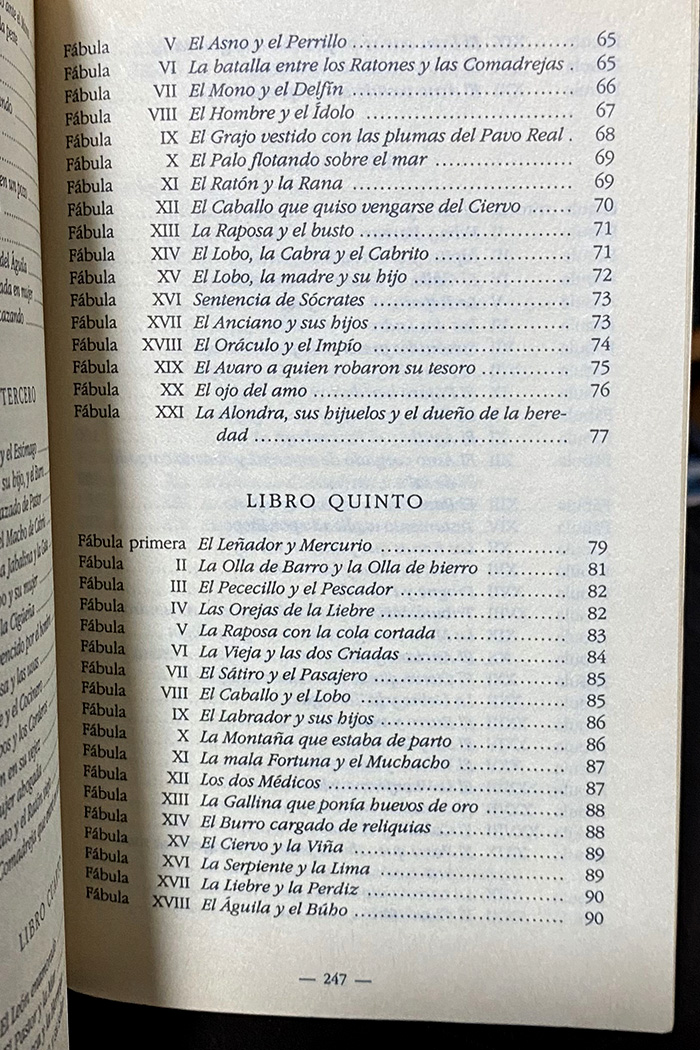 Fábula V El Asno y el Perrillo ............................ 65
Fábula VI La batalla entre los Ratones y las Comadrejas . 65
Fábula VII El Mono y el Delfín ............................ 66
Fábula VIII El Hombre y el Ídolo ............................ 67
Fábula IX El Grajo vestido con las plumas del Pavo Real . 68
Fábula X El Palo flotando sobre el mar ................. 69
Fábula XI El Ratón y la Rana ............................ 69
Fábula XII El Caballo que quiso vengarse del Ciervo ...... 70
Fábula XIII La Raposa y el busto ............................ 71
Fábula XIV El Lobo, la Cabra y el Cabrito ................. 71
Fábula XV El Lobo, la madre y su hijo .................... 72
Fábula XVI Sentencia de Sócrates ......................... 73
Fábula XVII El Anciano y sus hijos ......................... 73
Fábula XVIII El Oráculo y el Impío .......................... 74
Fábula XIX El Avaro a quien robaron su tesoro ........... 75
Fábula XX El ojo del amo ................................. 76
Fábula XXI La Alondra, sus hijuelos y el dueño de la here-
dad ........................................ 77
LIBRO QUINTO
Fábula primera El Leñador y Mercurio ........................ 79
Fábula II La Olla de Barro y la Olla de hierro ........... 81
Fábula III El Pececillo y el Pescador ...................... 82
Fábula IV Las Orejas de la Liebre ......................... 82
Fábula V La Raposa con la cola cortada ................. 83
Fábula VI La Vieja y las dos Criadas ...................... 84
Fábula VII El Sátiro y el Pasajero .......................... 85
Fábula VIII El Caballo y el Lobo ............................ 85
Fábula IX El Labrador y sus hijos ......................... 86
Fábula X La Montaña que estaba de parto ............... 86
Fábula XI La mala Fortuna y el Muchacho ............... 87
Fábula XII Los dos Médicos ................................ 87
Fábula XIII La Gallina que ponía huevos de oro ........... 88
Fábula XIV El Burro cargado de reliquias ................. 88
Fábula XV El Ciervo y la Viña .............................. 89
Fábula XVI La Serpiente y la Lima ......................... 89
Fábula XVII La Liebre y la Perdiz ........................... 90
Fábula XVIII El Águila y el Búho ............................ 90
— 247 —